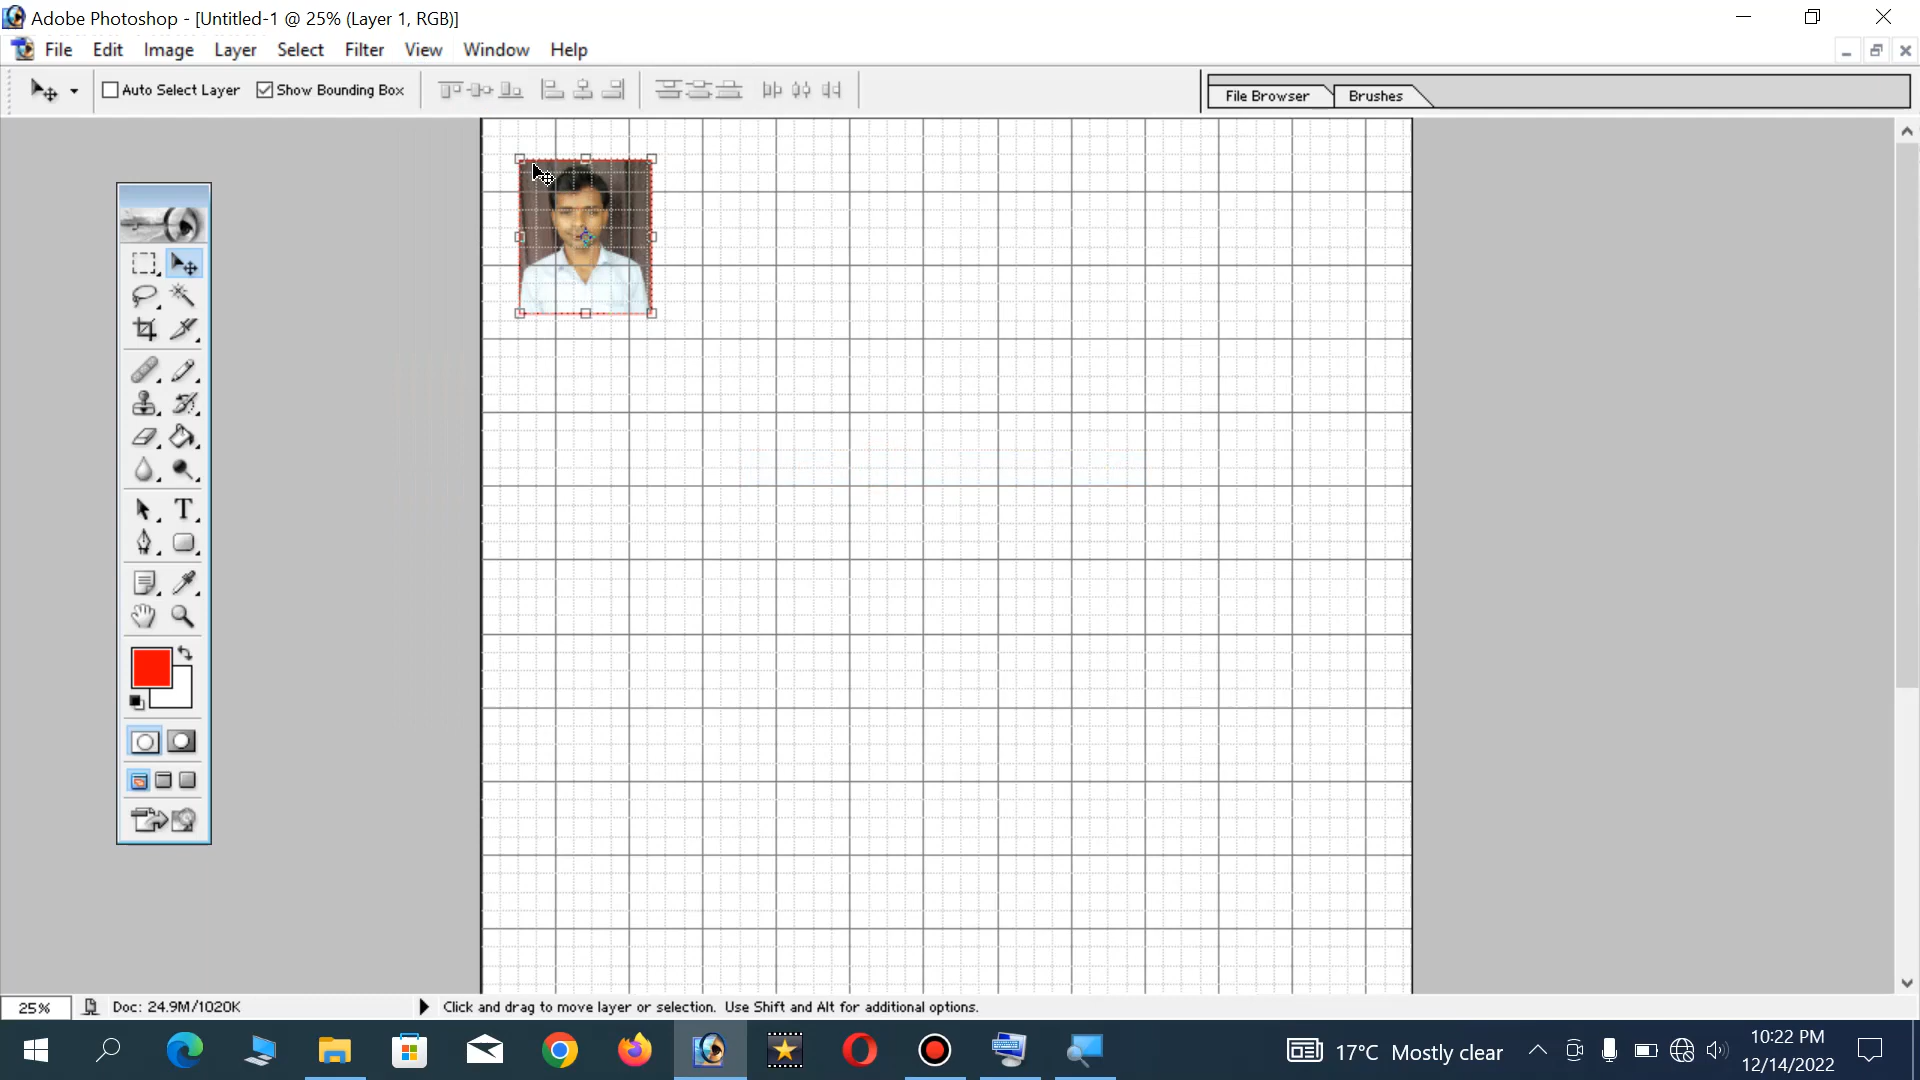 Adobe Photoshop - [Untitled-1 @ 25% (Layer 1, RGB)]
File Edit Image Layer Select Filter View Window Help
Auto Select Layer Show Bounding Box File Browser Brushes
T
25% Doc: 24.9M/1020K Click and drag to move layer or selection. Use Shift and Alt for additional options.
17°C Mostly clear
10:22 PM
12/14/2022